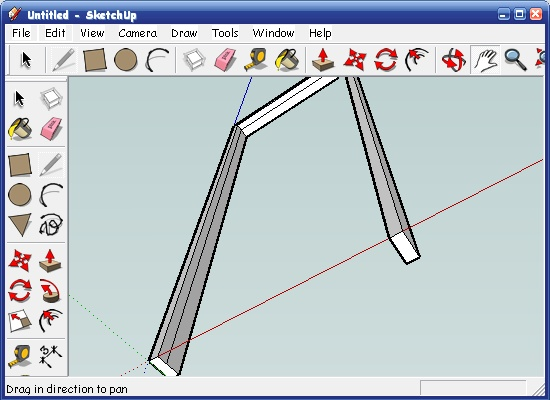 Untitled - SketchUp
File Edit View Camera Draw Tools Window Help
Drag in direction to pan